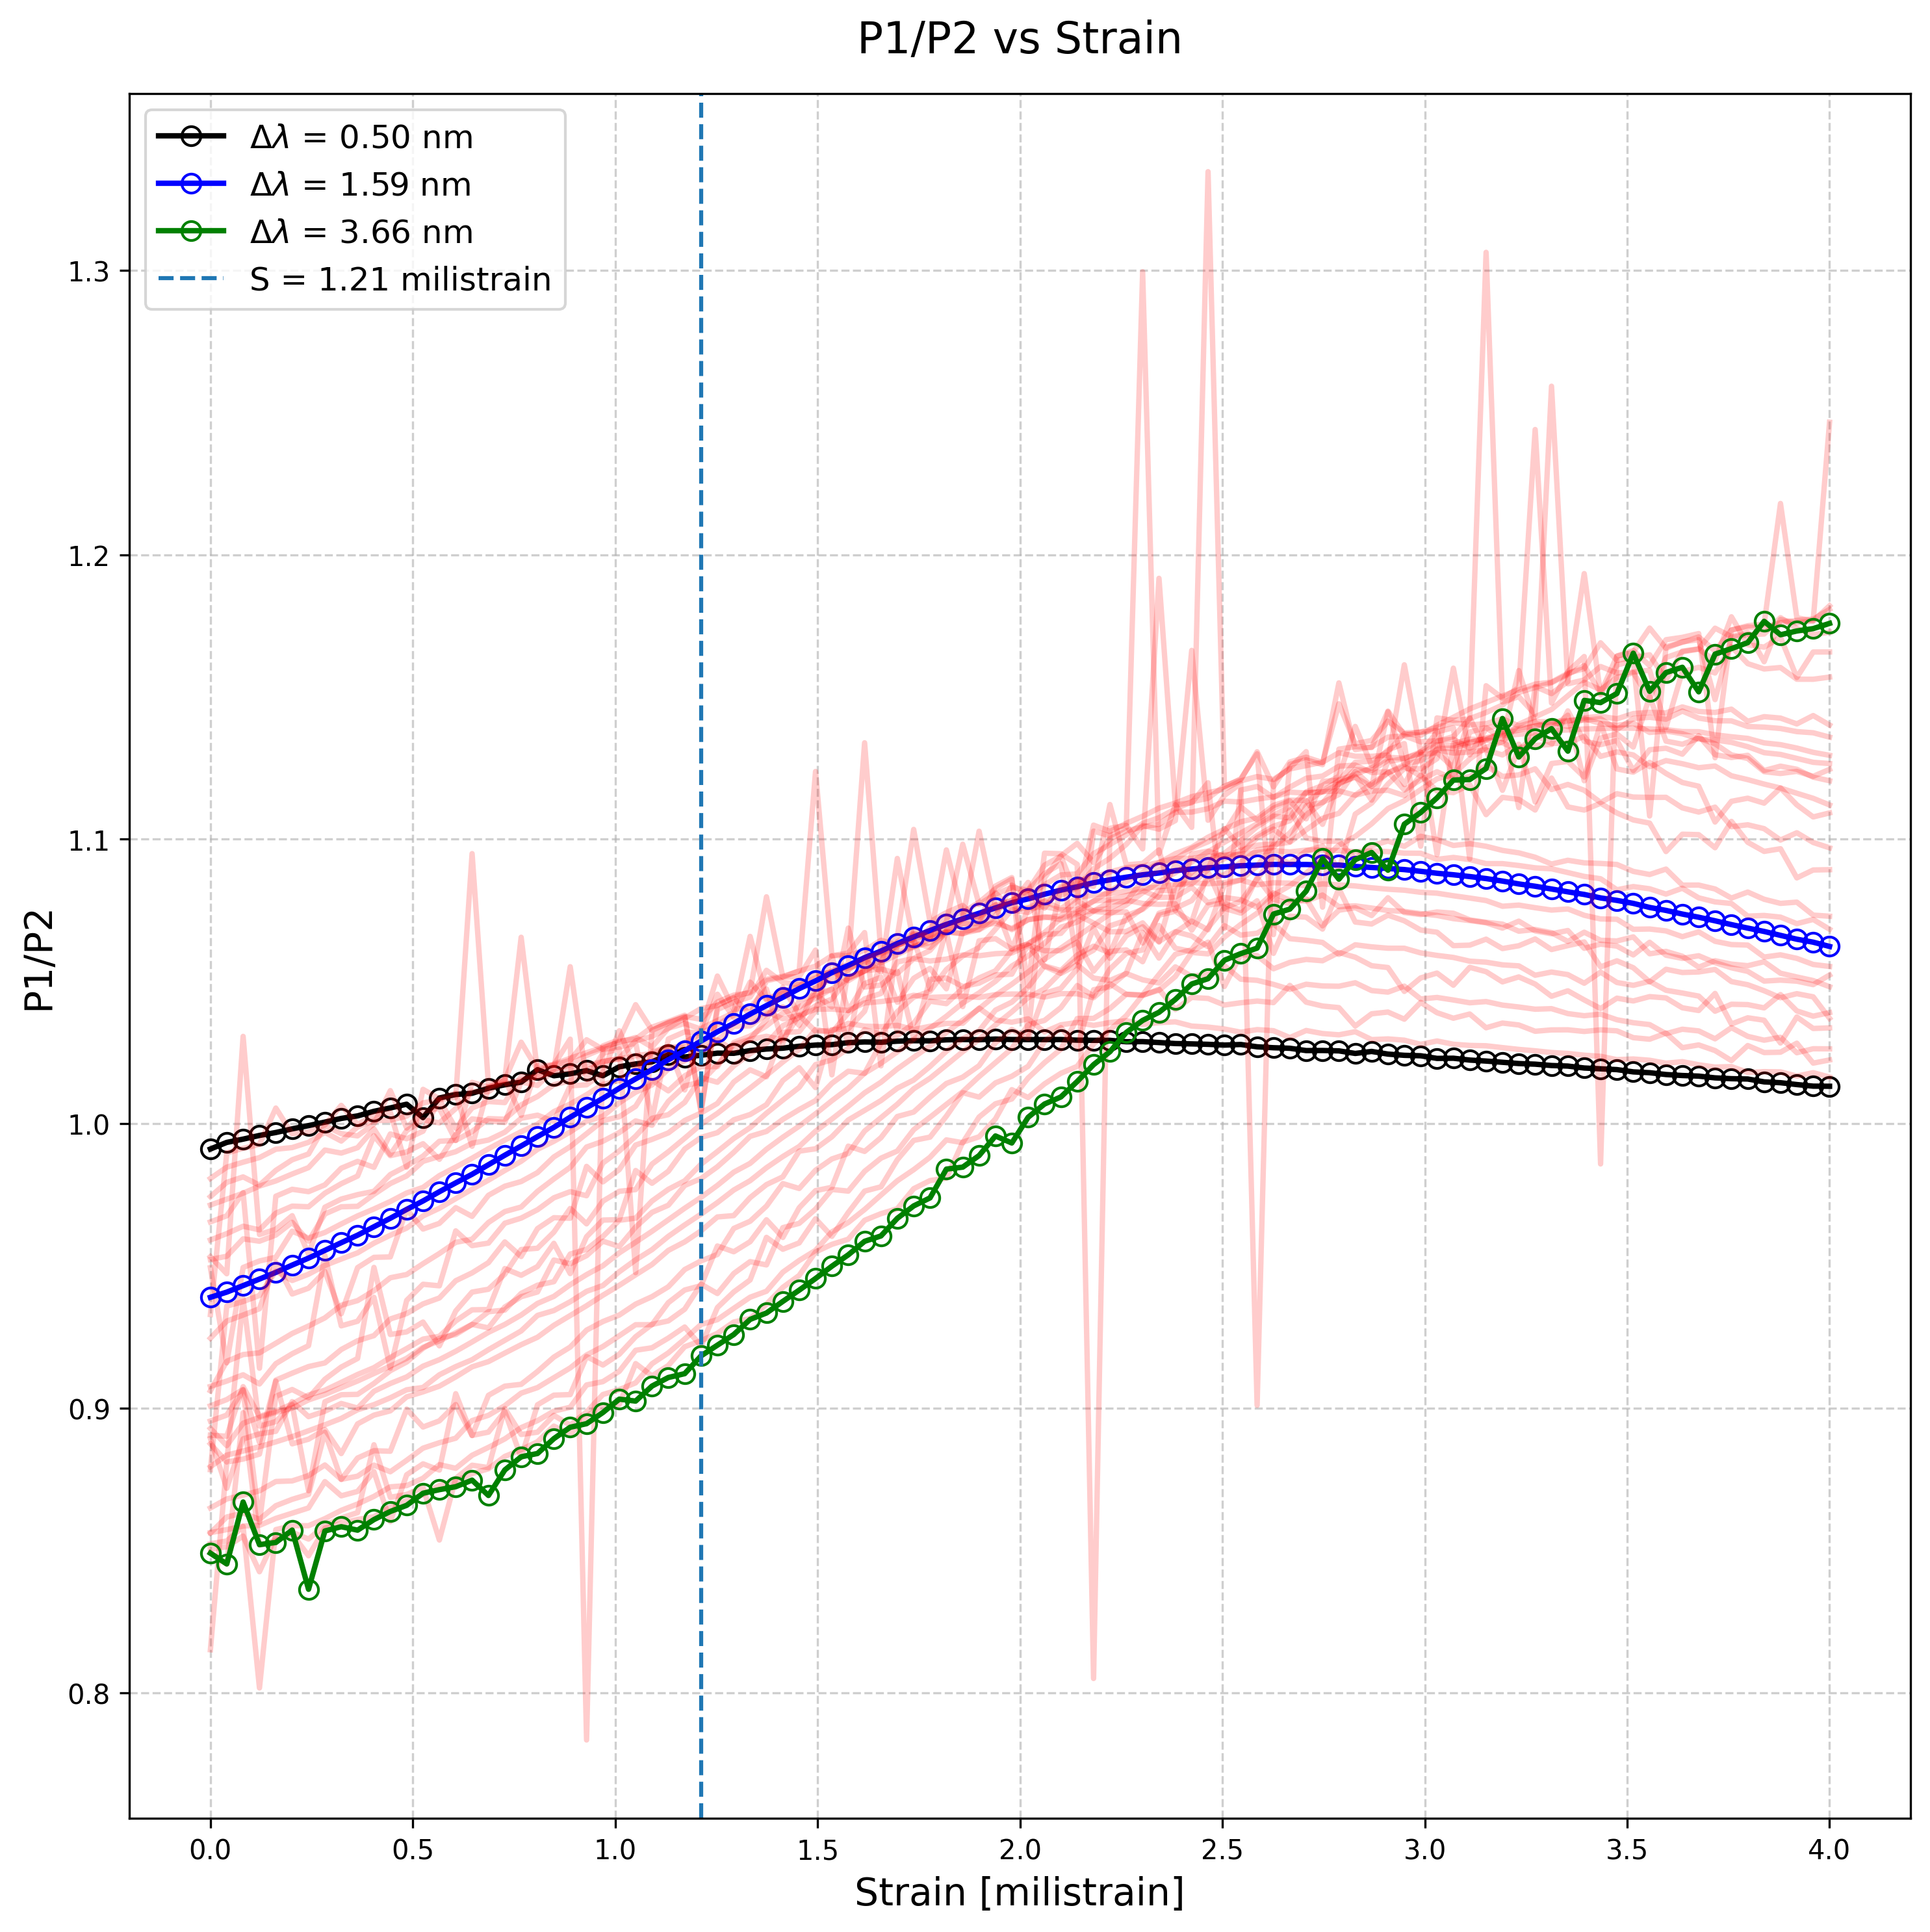 P1/P2 vs Strain
Δλ = 0.50 nm
Δλ = 1.59 nm
Δλ = 3.66 nm
S = 1.21 milistrain
1.3
1.2
1.1
1.0
0.9
0.8
P1/P2
0.0 0.5 1.0 1.5 2.0 2.5 3.0 3.5 4.0
Strain [milistrain]